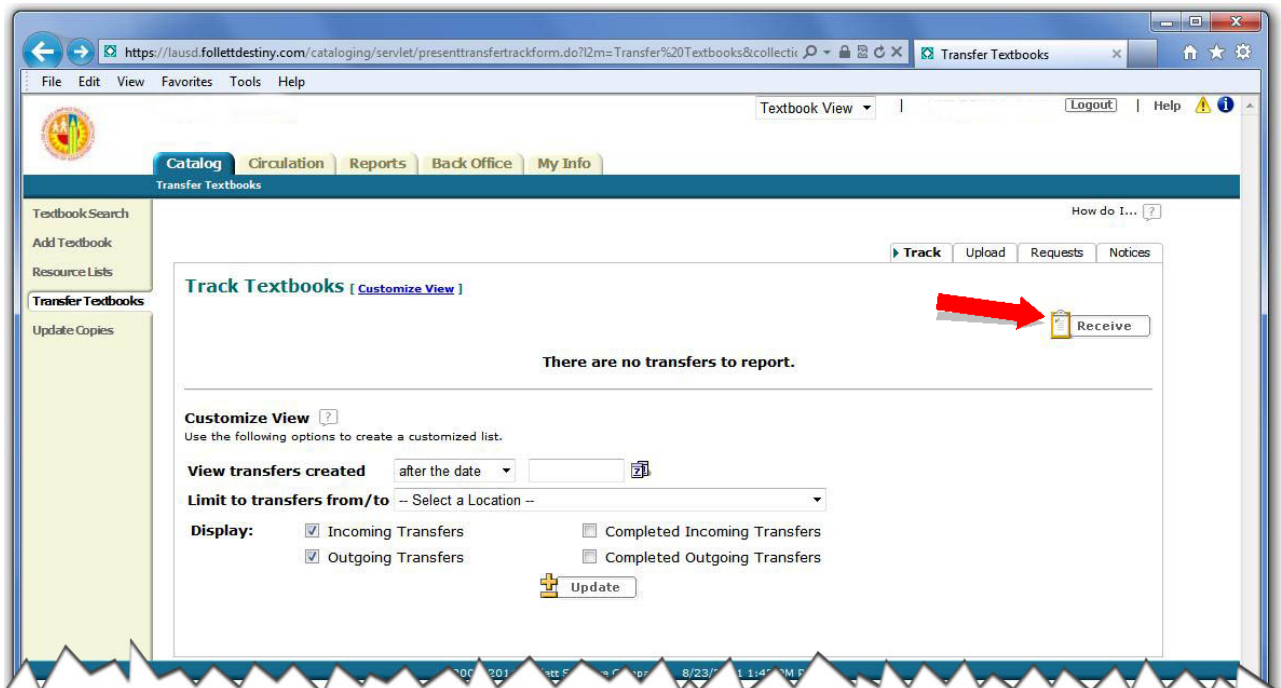 https://lausd.follettdestiny.com/cataloging/servlet/presenttransfertrackform.do?l2m=Transfer%20Textbooks&collectic
Transfer Textbooks
File Edit View Favorites Tools Help
Textbook View | Logout | Help
Catalog Circulation Reports Back Office My Info
Transfer Textbooks
How do I... ?
Textbook Search
Add Textbook
Resource Lists
Transfer Textbooks
Update Copies
Track Upload Requests Notices
Track Textbooks [ Customize View ]
Receive
There are no transfers to report.
Customize View ?
Use the following options to create a customized list.
View transfers created after the date
Limit to transfers from/to -- Select a Location --
Display: Incoming Transfers Completed Incoming Transfers
Outgoing Transfers Completed Outgoing Transfers
Update